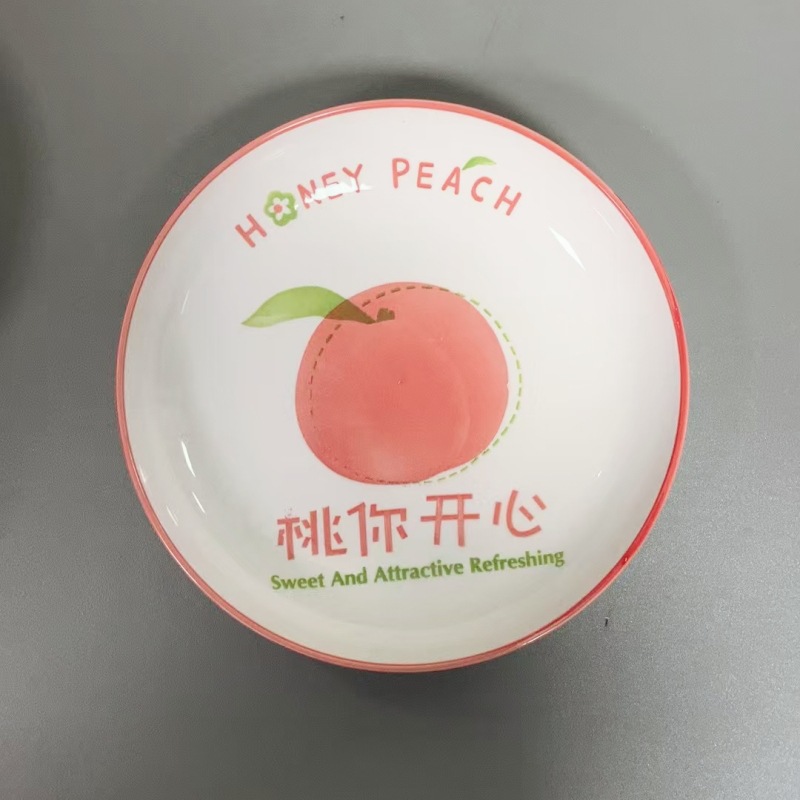 HONEY PEACH
桃你开心
Sweet And Attractive Refreshing